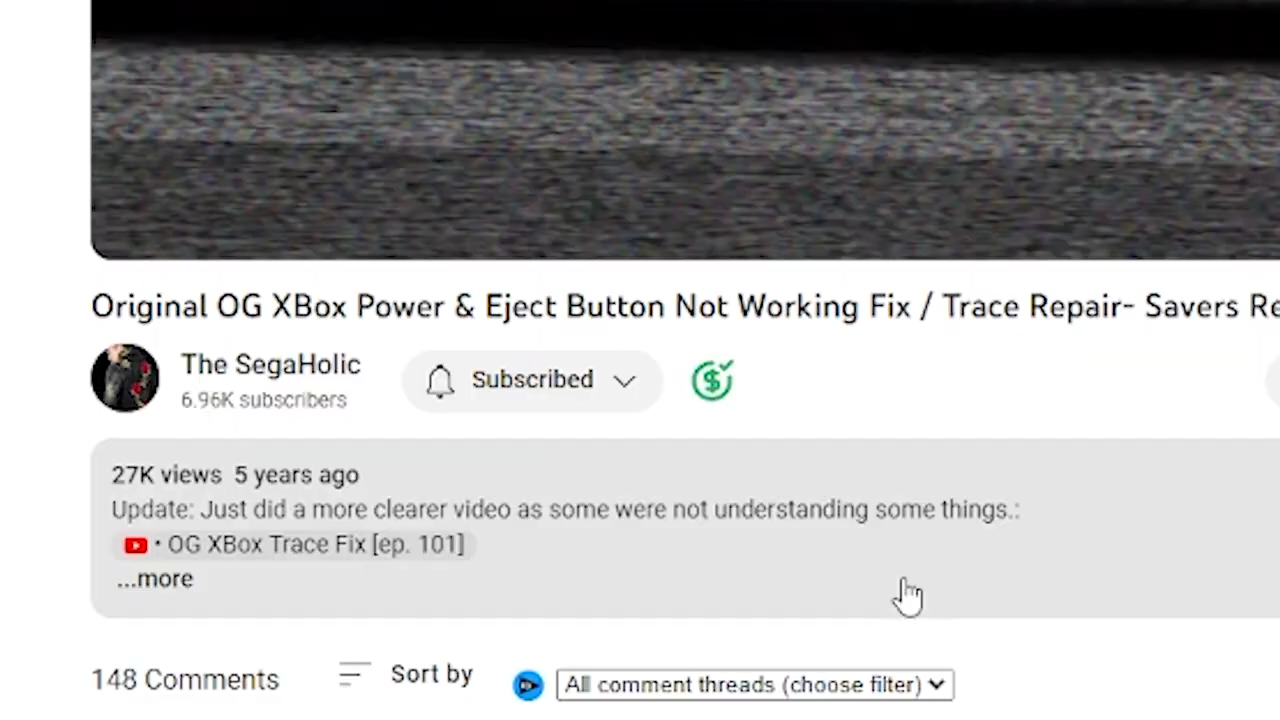 Original OG XBox Power & Eject Button Not Working Fix / Trace Repair- Savers
The SegaHolic
6.96K subscribers
Subscribed
27K views 5 years ago
Update: Just did a more clearer video as some were not understanding some things.:
• OG XBox Trace Fix [ep. 101]
...more
148 Comments
Sort by
All comment threads (choose filter)